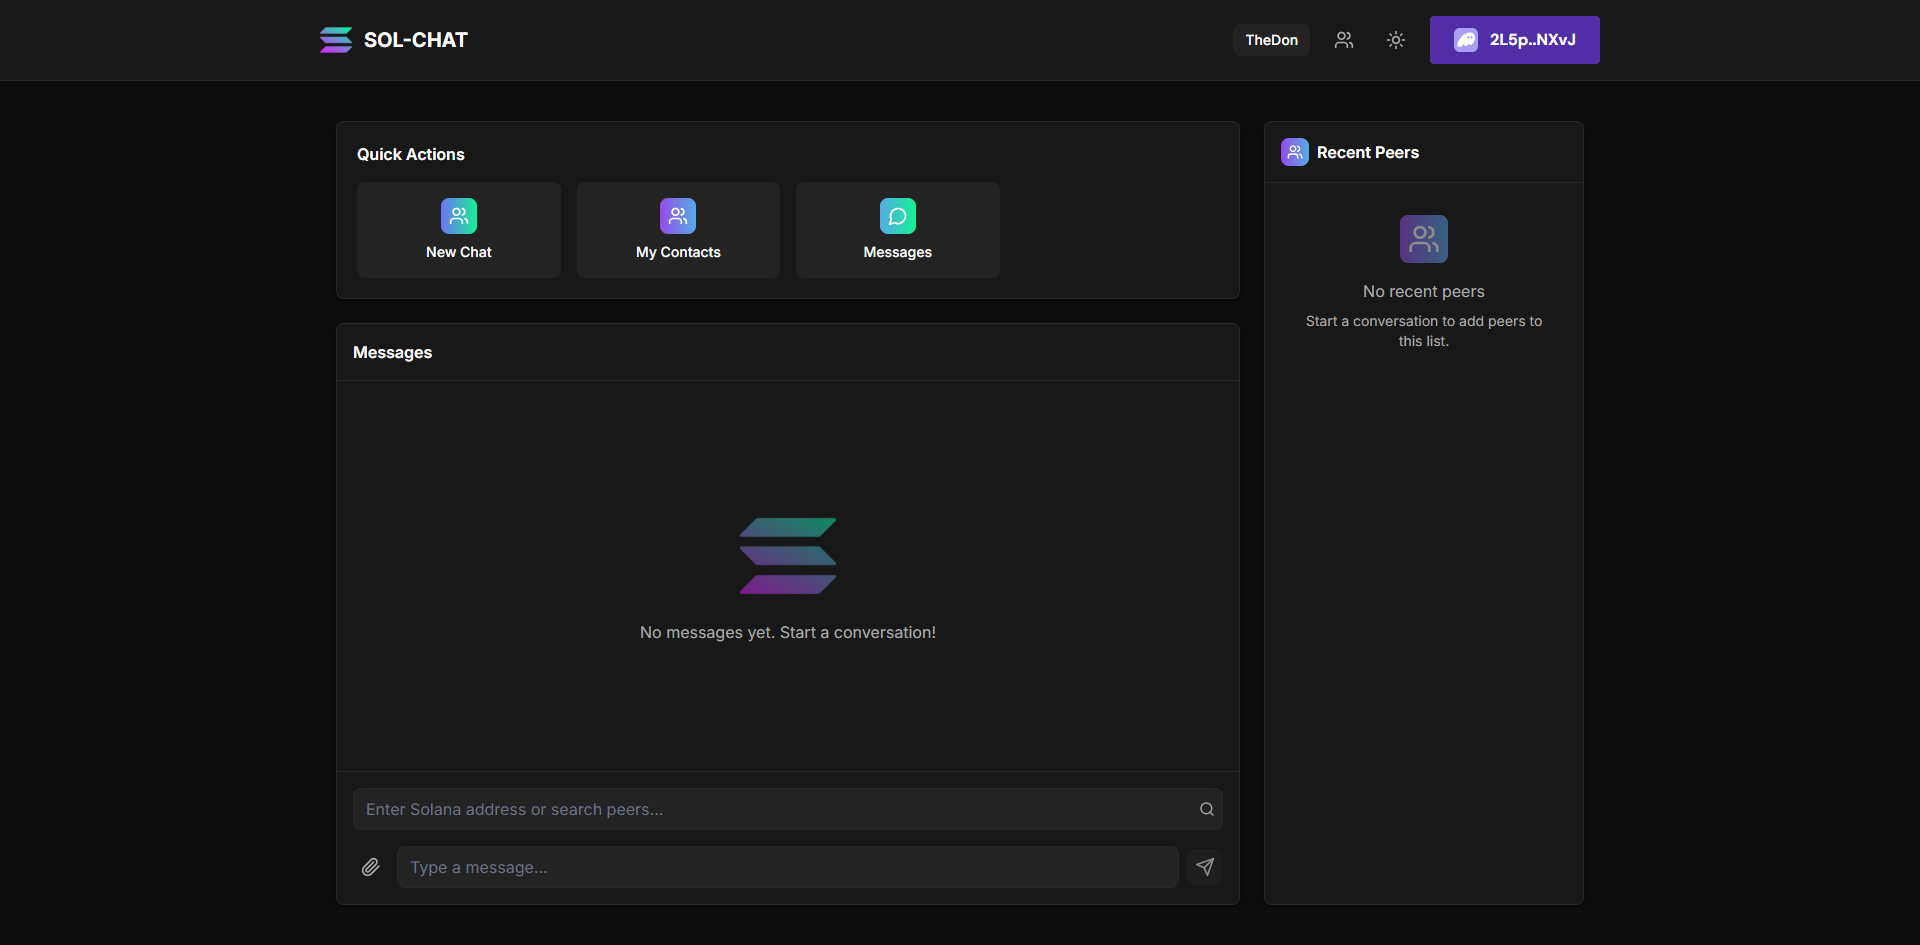 SOL-CHAT
TheDon
2L5p..NXvJ
Quick Actions
New Chat
My Contacts
Messages
Messages
No messages yet. Start a conversation!
Enter Solana address or search peers...
Type a message...
Recent Peers
No recent peers
Start a conversation to add peers to
this list.